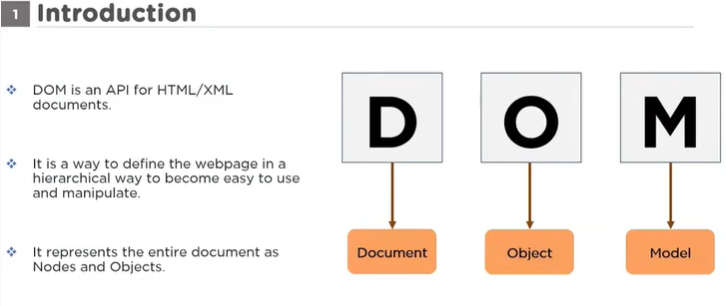 1 Introduction
DOM is an API for HTML/XML
documents.
It is a way to define the webpage in a
hierarchical way to become easy to use
and manipulate.
It represents the entire document as
Nodes and Objects.
D O M
Document Object Model